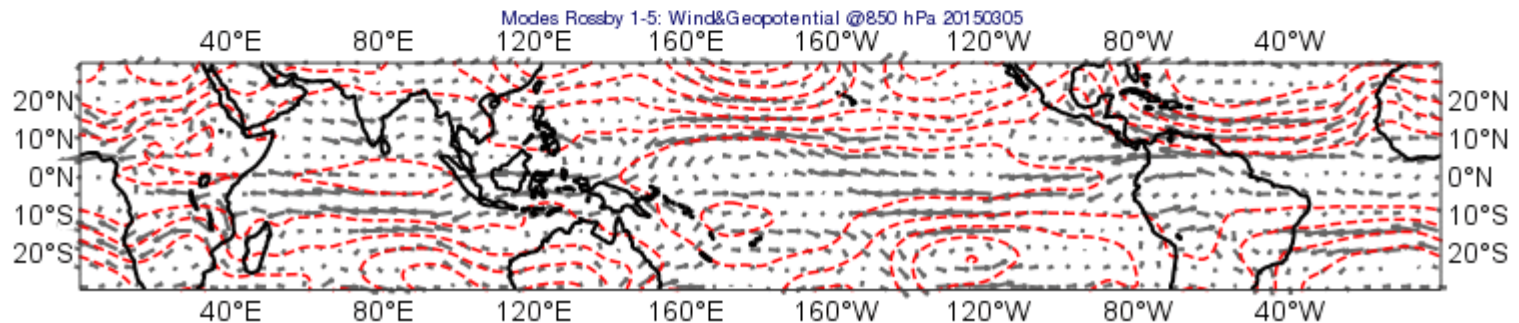 Modes Rossby 1-5: Wind&Geopotential @850 hPa 20150305
40°E 80°E 120°E 160°E 160°W 120°W 80°W 40°W
20°N 20°N
10°N 10°N
0°N 0°N
10°S 10°S
20°S 20°S
40°E 80°E 120°E 160°E 160°W 120°W 80°W 40°W